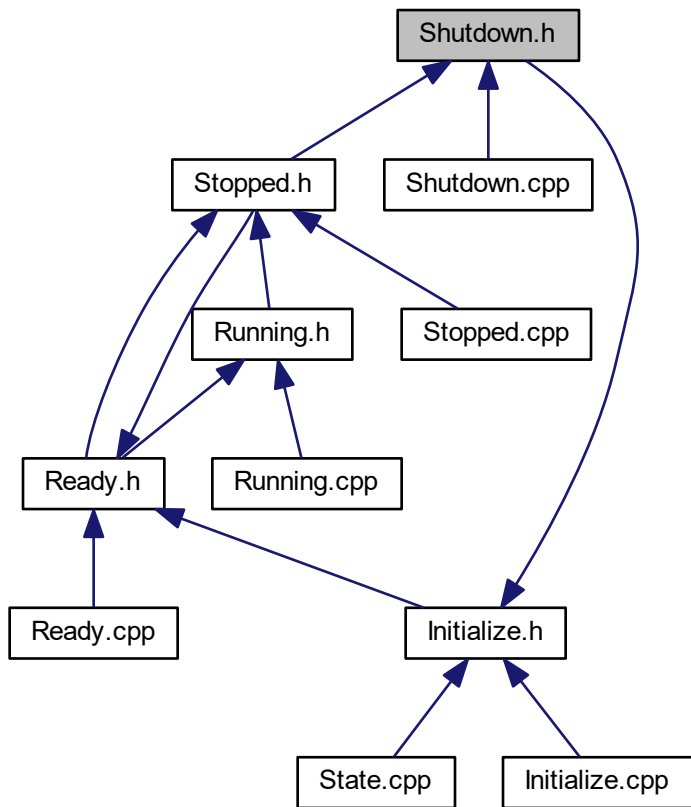 Shutdown.h
Stopped.h
Shutdown.cpp
Running.h
Stopped.cpp
Ready.h
Running.cpp
Ready.cpp
Initialize.h
State.cpp
Initialize.cpp